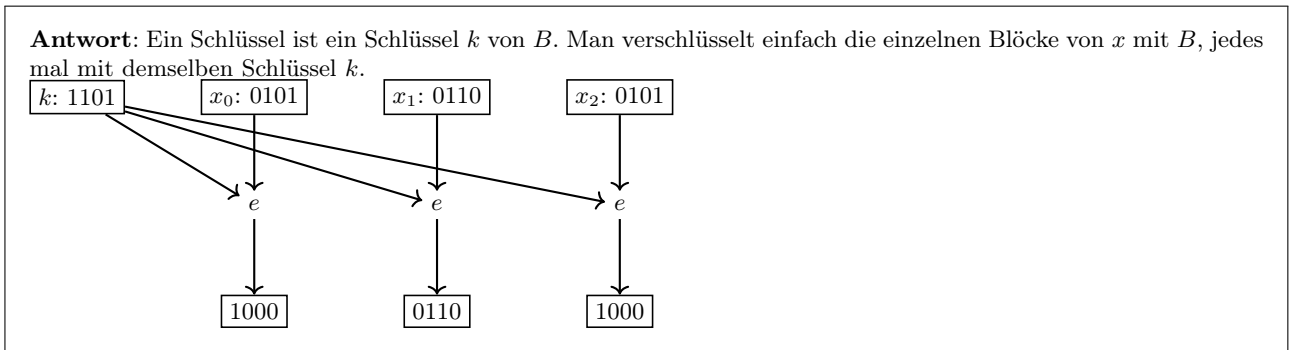 Antwort: Ein Schlüssel ist ein Schlüssel k von B. Man verschlüsselt einfach die einzelnen Blöcke von x mit B, jedes
mal mit demselben Schlüssel k.
k: 1101 x₀: 0101 x₁: 0110 x₂: 0101
e e e
1000 0110 1000